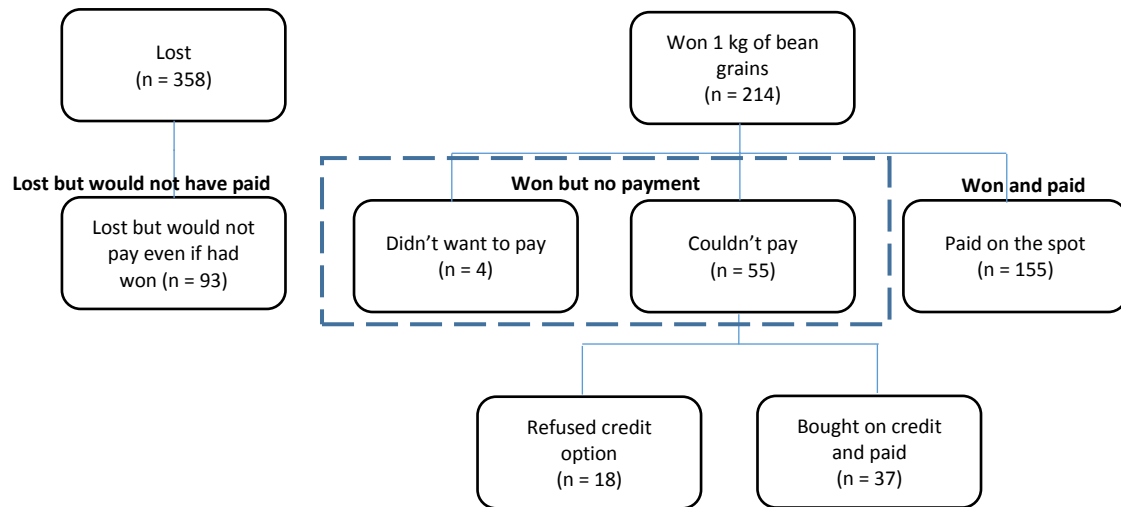 Lost
(n = 358)
Won 1 kg of bean
grains
(n = 214)
Lost but would not have paid
Won but no payment
Won and paid
Lost but would not
pay even if had
won (n = 93)
Didn’t want to pay
(n = 4)
Couldn’t pay
(n = 55)
Paid on the spot
(n = 155)
Refused credit
option
(n = 18)
Bought on credit
and paid
(n = 37)